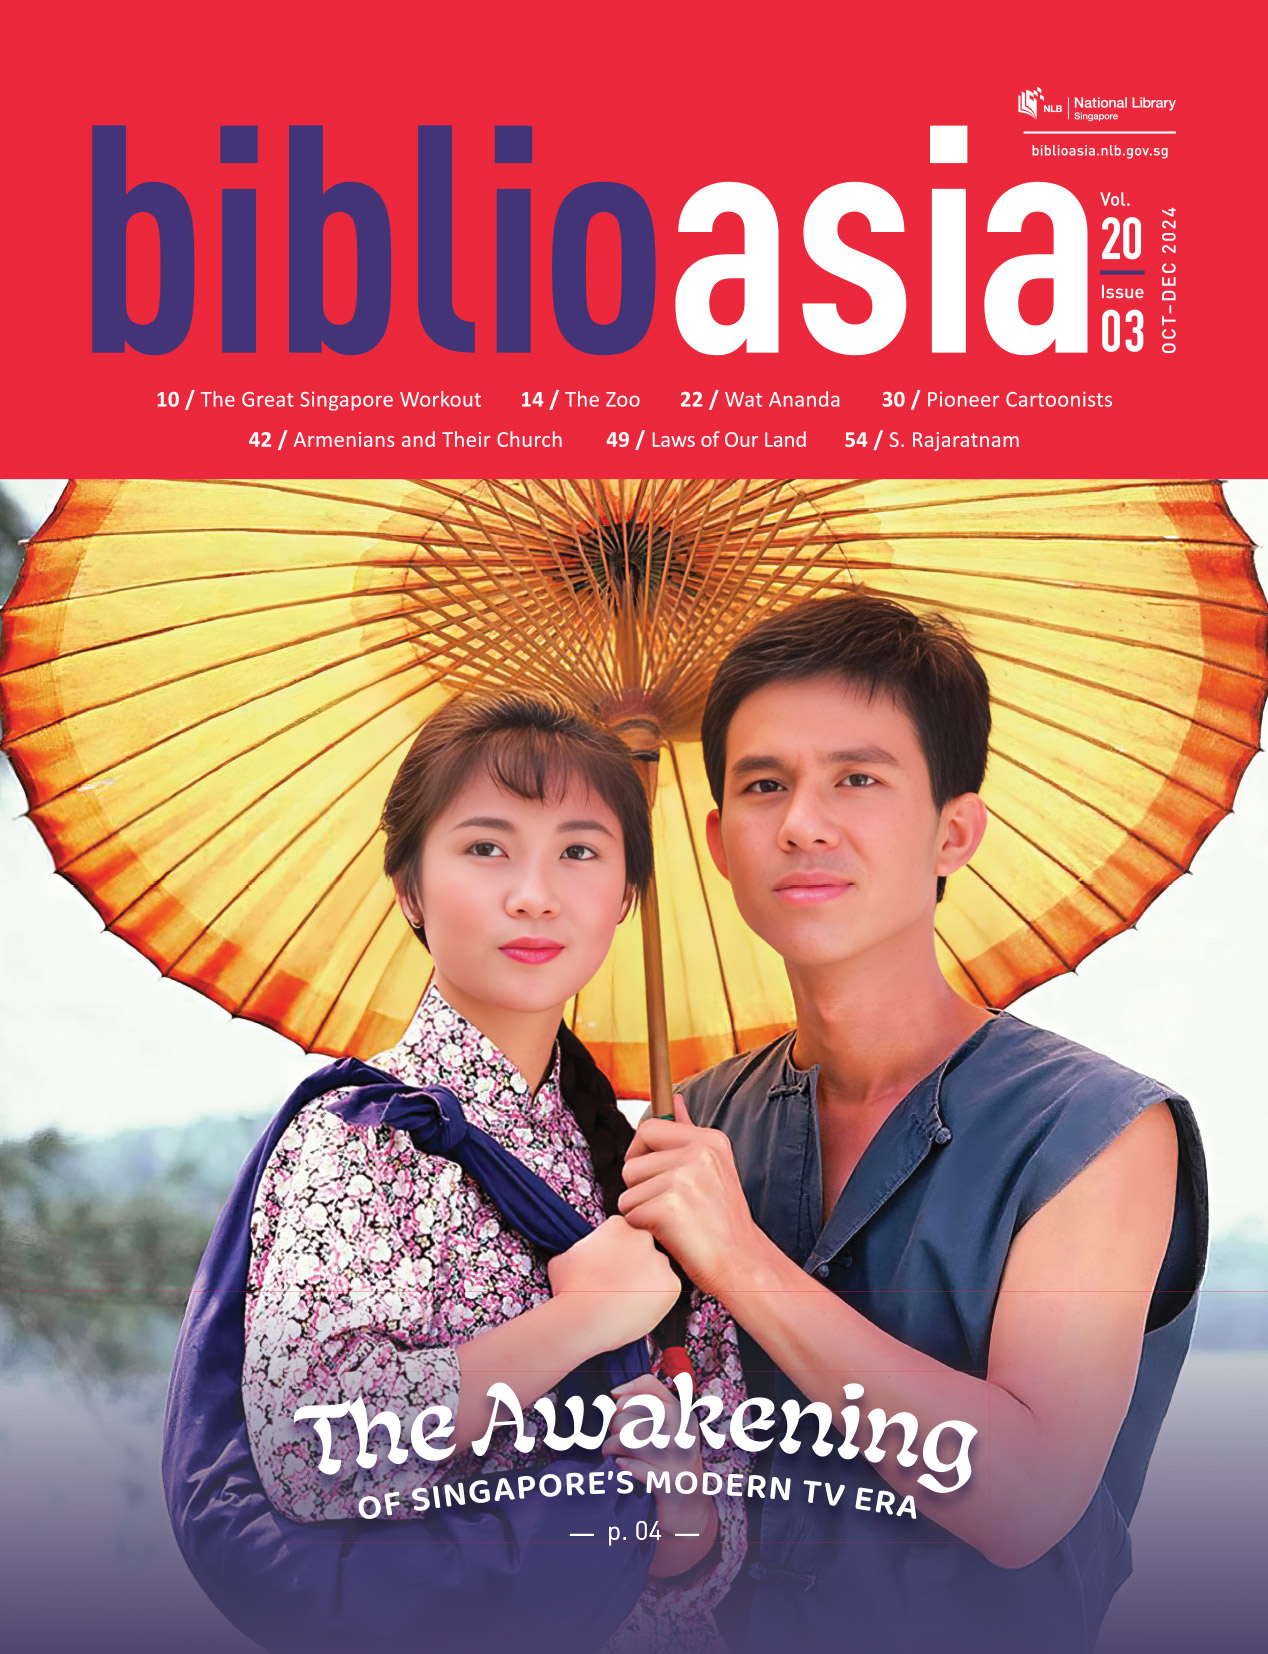 NLB | National Library
Singapore
biblioasia.nlb.gov.sg
biblioasia
Vol.
20
Issue
03
OCT–DEC 2024
10 / The Great Singapore Workout 14 / The Zoo 22 / Wat Ananda 30 / Pioneer Cartoonists
42 / Armenians and Their Church 49 / Laws of Our Land 54 / S. Rajaratnam
The Awakening
OF SINGAPORE'S MODERN TV ERA
— p. 04 —